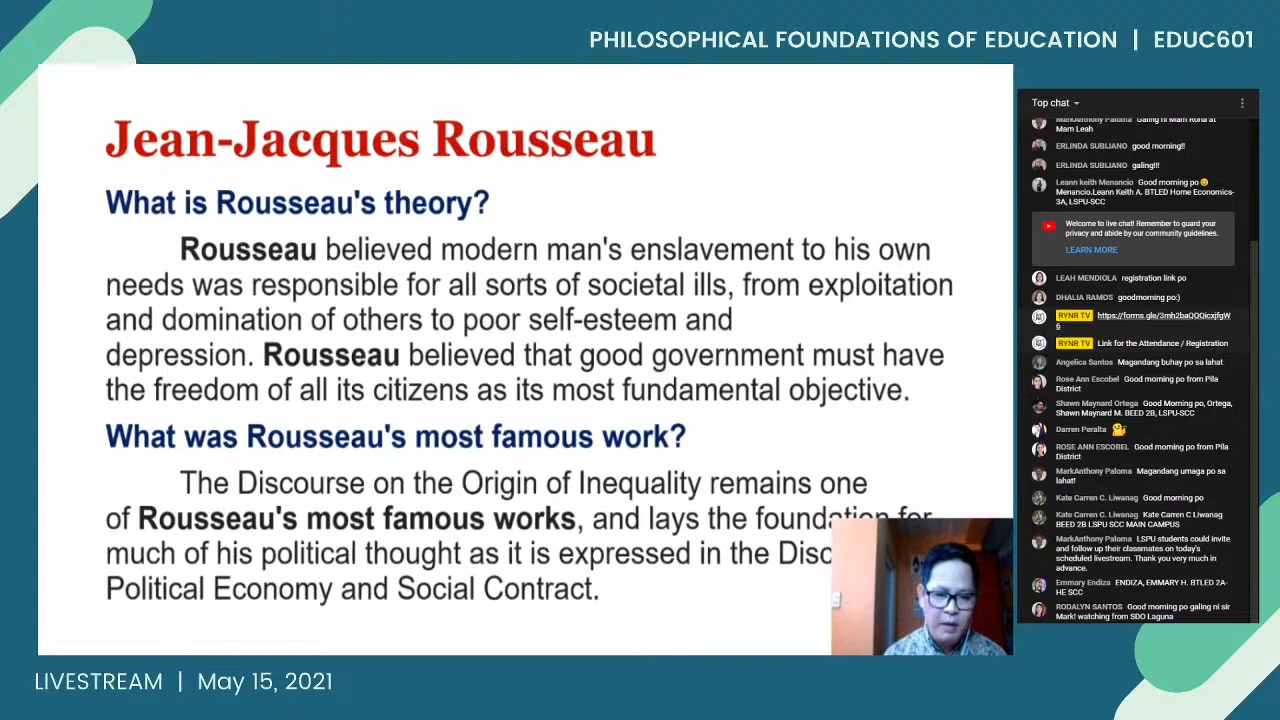 PHILOSOPHICAL FOUNDATIONS OF EDUCATION | EDUC601
Jean-Jacques Rousseau
What is Rousseau's theory?
Rousseau believed modern man's enslavement to his own
needs was responsible for all sorts of societal ills, from exploitation
and domination of others to poor self-esteem and
depression. Rousseau believed that good government must have
the freedom of all its citizens as its most fundamental objective.
What was Rousseau's most famous work?
The Discourse on the Origin of Inequality remains one
of Rousseau's most famous works, and lays the foundation for
much of his political thought as it is expressed in the Disc
Political Economy and Social Contract.
Top chat
MarkAnthony Paloma Galing ni Mam Rona at
Mam Leah
ERLINDA SUBIJANO good morning!!
ERLINDA SUBIJANO galing!!!
Leann keith Menancio Good morning po
Menancio.Leann Keith A. BTLED Home Economics-
3A, LSPU-SCC
Welcome to live chat! Remember to guard your
privacy and abide by our community guidelines.
LEARN MORE
LEAH MENDIOLA registration link po
DHALIA RAMOS goodmorning po:)
RYNR TV https://forms.gle/3mh2baQQQicxjfgW
6
RYNR TV Link for the Attendance / Registration
Angelica Santos Magandang buhay po sa lahat
Rose Ann Escobel Good morning po from Pila
District
Shawn Maynard Ortega Good Morning po, Ortega,
Shawn Maynard M. BEED 2B, LSPU-SCC
Darren Peralta
ROSE ANN ESCOBEL Good morning po from Pila
District
MarkAnthony Paloma Magandang umaga po sa
lahat!
Kate Carren C. Liwanag Good morning po
Kate Carren C. Liwanag Kate Carren C Liwanag
BEED 2B LSPU SCC MAIN CAMPUS
MarkAnthony Paloma LSPU students could invite
and follow up their classmates on today's
scheduled livestream. Thank you very much in
advance.
Emmary Endiza ENDIZA, EMMARY H. BTLED 2A-
HE SCC
RODALYN SANTOS Good morning po galing ni sir
Mark! watching from SDO Laguna
LIVESTREAM | May 15, 2021